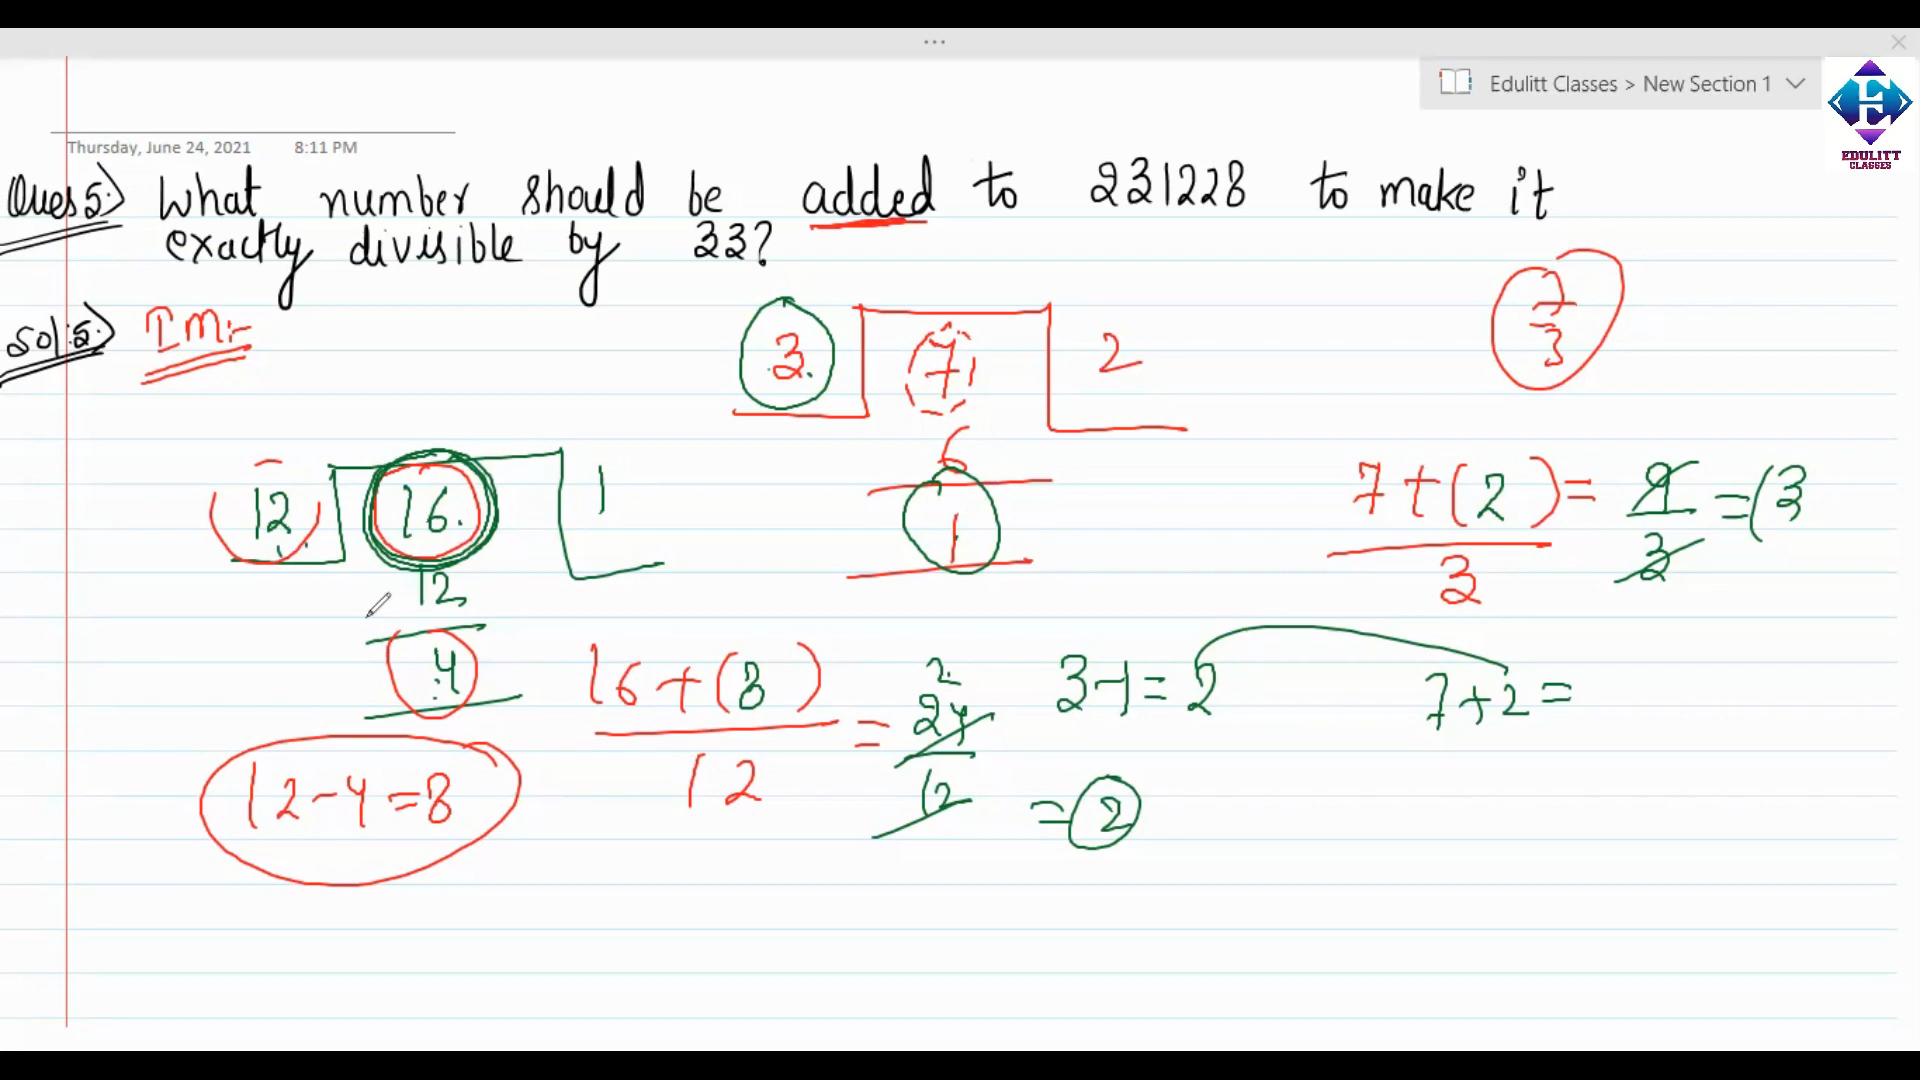 ...
Edulitt Classes > New Section 1
EDULITT
CLASSES
Thursday, June 24, 2021 8:11 PM
Ques 5:) What number should be added to 231228 to make it
exactly divisible by 33?
Sol:5:) IM:-
3 7 2
6
1
7
3
12 16 1
12
4
7+(2)
3
= 9
3
= (3
16+(8)
12
= 24
12
2
= 2
3-1=2
7+2=
12-4=8